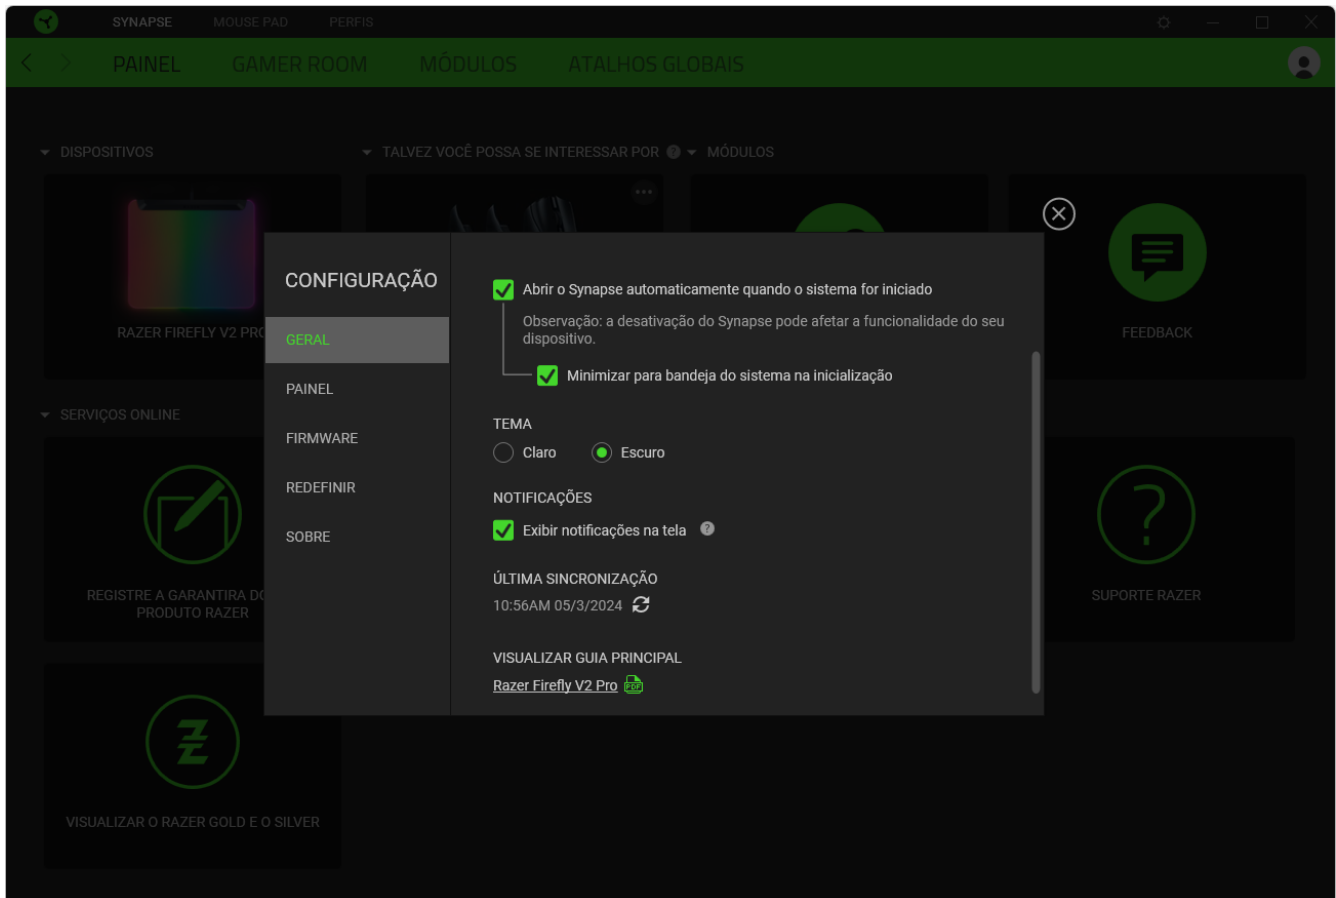 SYNAPSE
MOUSE PAD
PERFIS
PAINEL
GAMER ROOM
MÓDULOS
ATALHOS GLOBAIS
DISPOSITIVOS
TALVEZ VOCÊ POSSA SE INTERESSAR POR
MÓDULOS
RAZER FIREFLY V2 PRO
FEEDBACK
SERVIÇOS ONLINE
REGISTRE A GARANTIRA DO
PRODUTO RAZER
SUPORTE RAZER
VISUALIZAR O RAZER GOLD E O SILVER
CONFIGURAÇÃO
GERAL
PAINEL
FIRMWARE
REDEFINIR
SOBRE
Abrir o Synapse automaticamente quando o sistema for iniciado
Observação: a desativação do Synapse pode afetar a funcionalidade do seu
dispositivo.
Minimizar para bandeja do sistema na inicialização
TEMA
Claro
Escuro
NOTIFICAÇÕES
Exibir notificações na tela
ÚLTIMA SINCRONIZAÇÃO
10:56AM 05/3/2024
VISUALIZAR GUIA PRINCIPAL
Razer Firefly V2 Pro
PDF